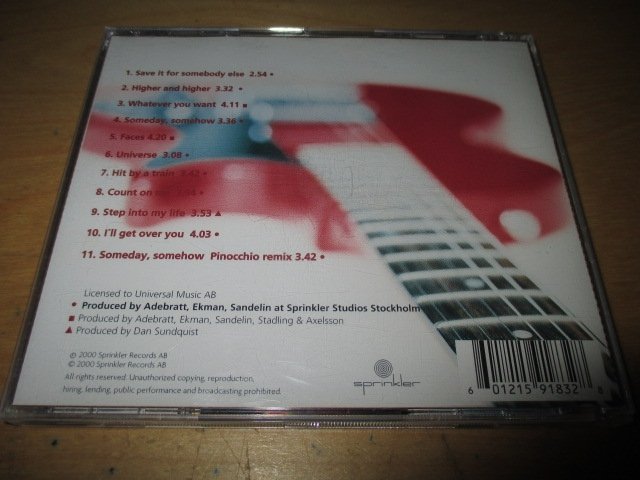 1. Save it for somebody else 2.54 •
2. Higher and higher 3.32 •
3. Whatever you want 4.11 ■
4. Someday, somehow 3.36 •
5. Faces 4.20 ■
6. Universe 3.08 •
7. Hit by a train 3.42 •
8. Count on •
9. Step into my life 3.53 ▲
10. I'll get over you 4.03 •
11. Someday, somehow Pinocchio remix 3.42 •
Licensed to Universal Music AB
• Produced by Adebratt, Ekman, Sandelin at Sprinkler Studios Stockholm
■ Produced by Adebratt, Ekman, Sandelin, Stadling & Axelsson
▲ Produced by Dan Sundquist
℗ 2000 Sprinkler Records AB
© 2000 Sprinkler Records AB
All rights reserved. Unauthorized copying, reproduction,
hiring, lending, public performance and broadcasting prohibited.
sprinkler
6 01215 91832 8